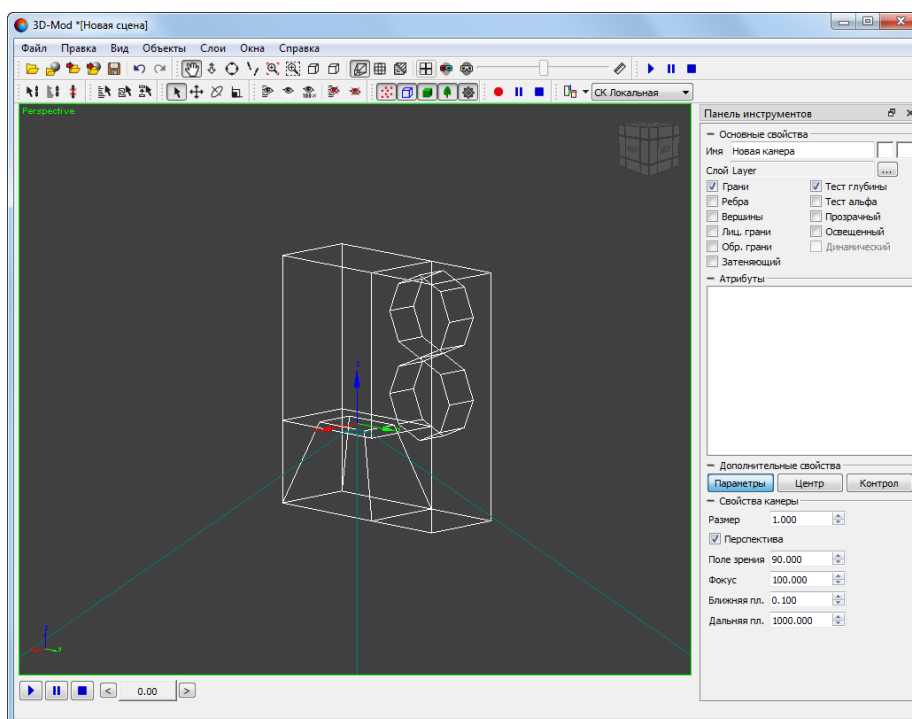 3D-Mod *[Новая сцена]
Файл Правка Вид Объекты Слои Окна Справка
100%
СК Локальная
Perspective
z
z
y
Панель инструментов
Основные свойства
Имя Новая камера
Слой Layer ...
Грани Тест глубины
Ребра Тест альфа
Вершины Прозрачный
Лиц. грани Освещенный
Обр. грани Динамический
Затеняющий
Атрибуты
Дополнительные свойства
Параметры Центр Контрол
Свойства камеры
Размер 1.000
Перспектива
Поле зрения 90.000
Фокус 100.000
Ближняя пл. 0.100
Дальняя пл. 1000.000
< 0.00 >